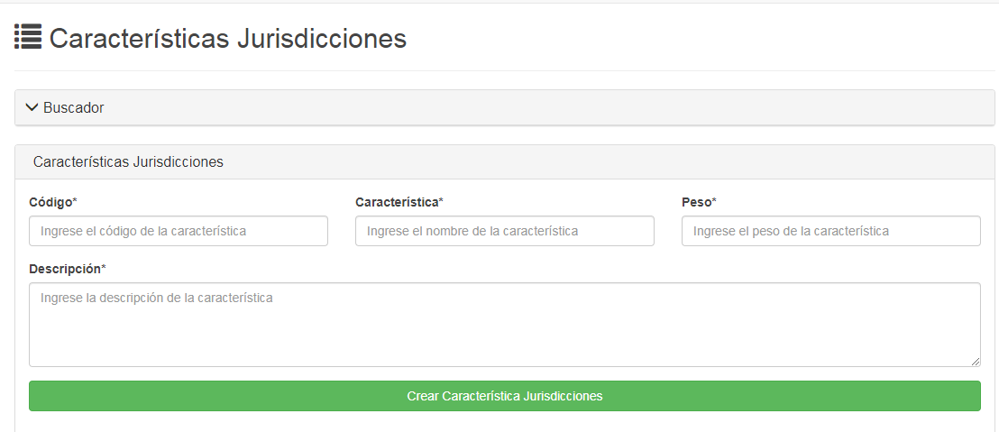 Características Jurisdicciones
Buscador
Características Jurisdicciones
Código* Característica* Peso*
Ingrese el código de la característica Ingrese el nombre de la característica Ingrese el peso de la característica
Descripción*
Ingrese la descripción de la característica
Crear Característica Jurisdicciones